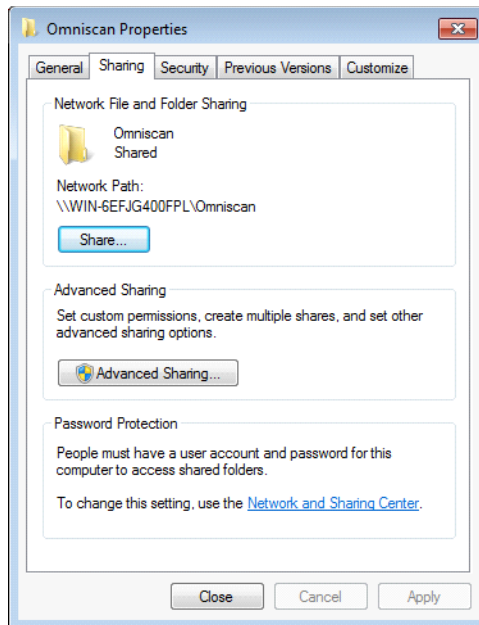 Omniscan Properties
General Sharing Security Previous Versions Customize
Network File and Folder Sharing
Omniscan
Shared
Network Path:
\\WIN-6EFJG400FPL\Omniscan
Share...
Advanced Sharing
Set custom permissions, create multiple shares, and set other
advanced sharing options.
Advanced Sharing...
Password Protection
People must have a user account and password for this
computer to access shared folders.
To change this setting, use the Network and Sharing Center.
Close Cancel Apply